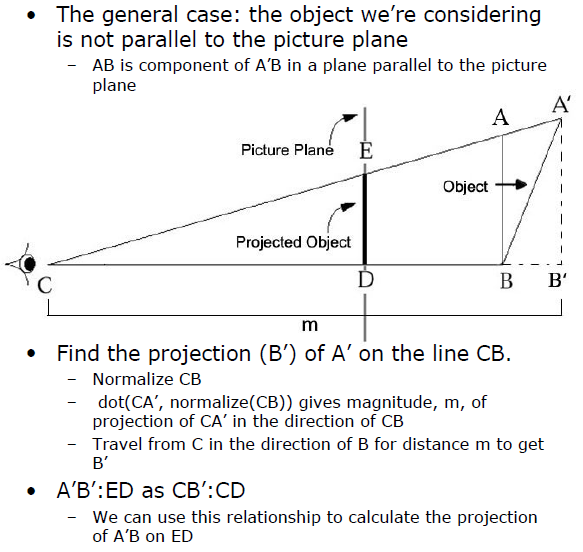 • The general case: the object we’re considering
is not parallel to the picture plane
– AB is component of A’B in a plane parallel to the picture
plane
A’
A
Picture Plane
E
Object
Projected Object
C
D
B
B’
m
• Find the projection (B’) of A’ on the line CB.
– Normalize CB
– dot(CA’, normalize(CB)) gives magnitude, m, of
projection of CA’ in the direction of CB
– Travel from C in the direction of B for distance m to get
B’
• A’B’:ED as CB’:CD
– We can use this relationship to calculate the projection
of A’B on ED